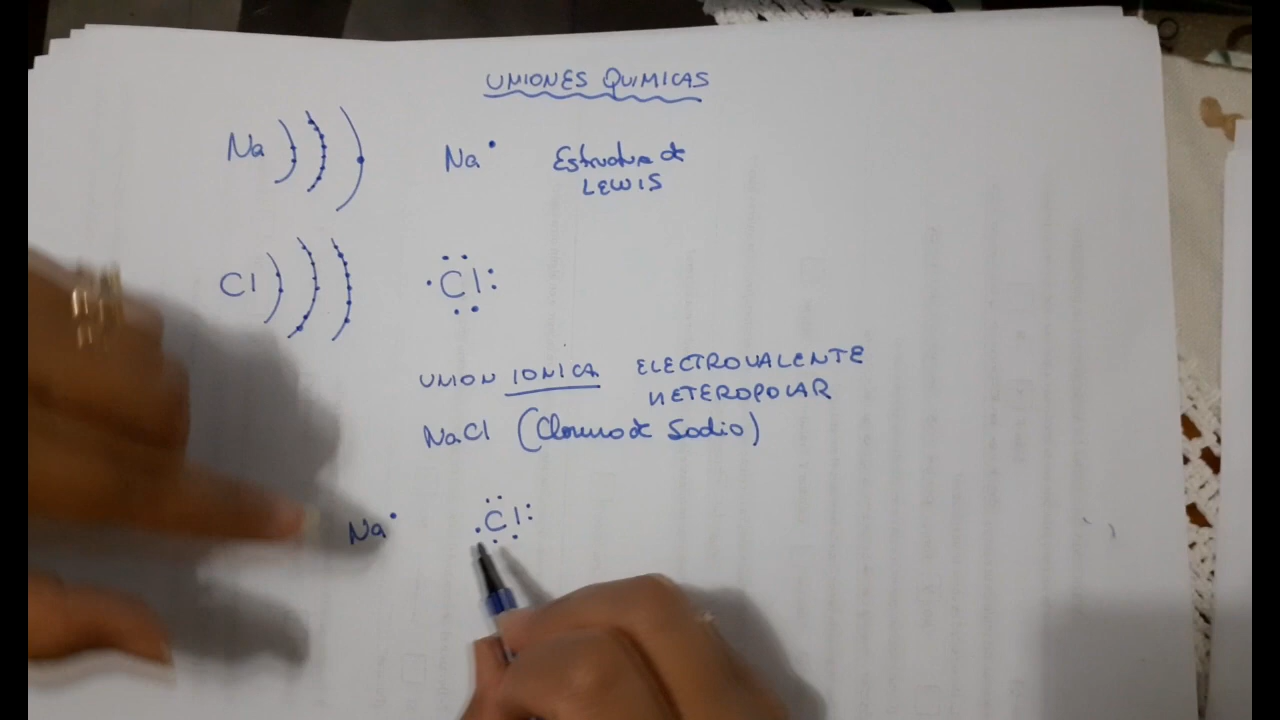 UNIONES QUIMICAS
Na Na• Estructura de
LEWIS
Cl Cl
UNION IONICA ELECTROVALENTE
HETEROPOLAR
NaCl (Cloruro de Sodio)
Na• Cl